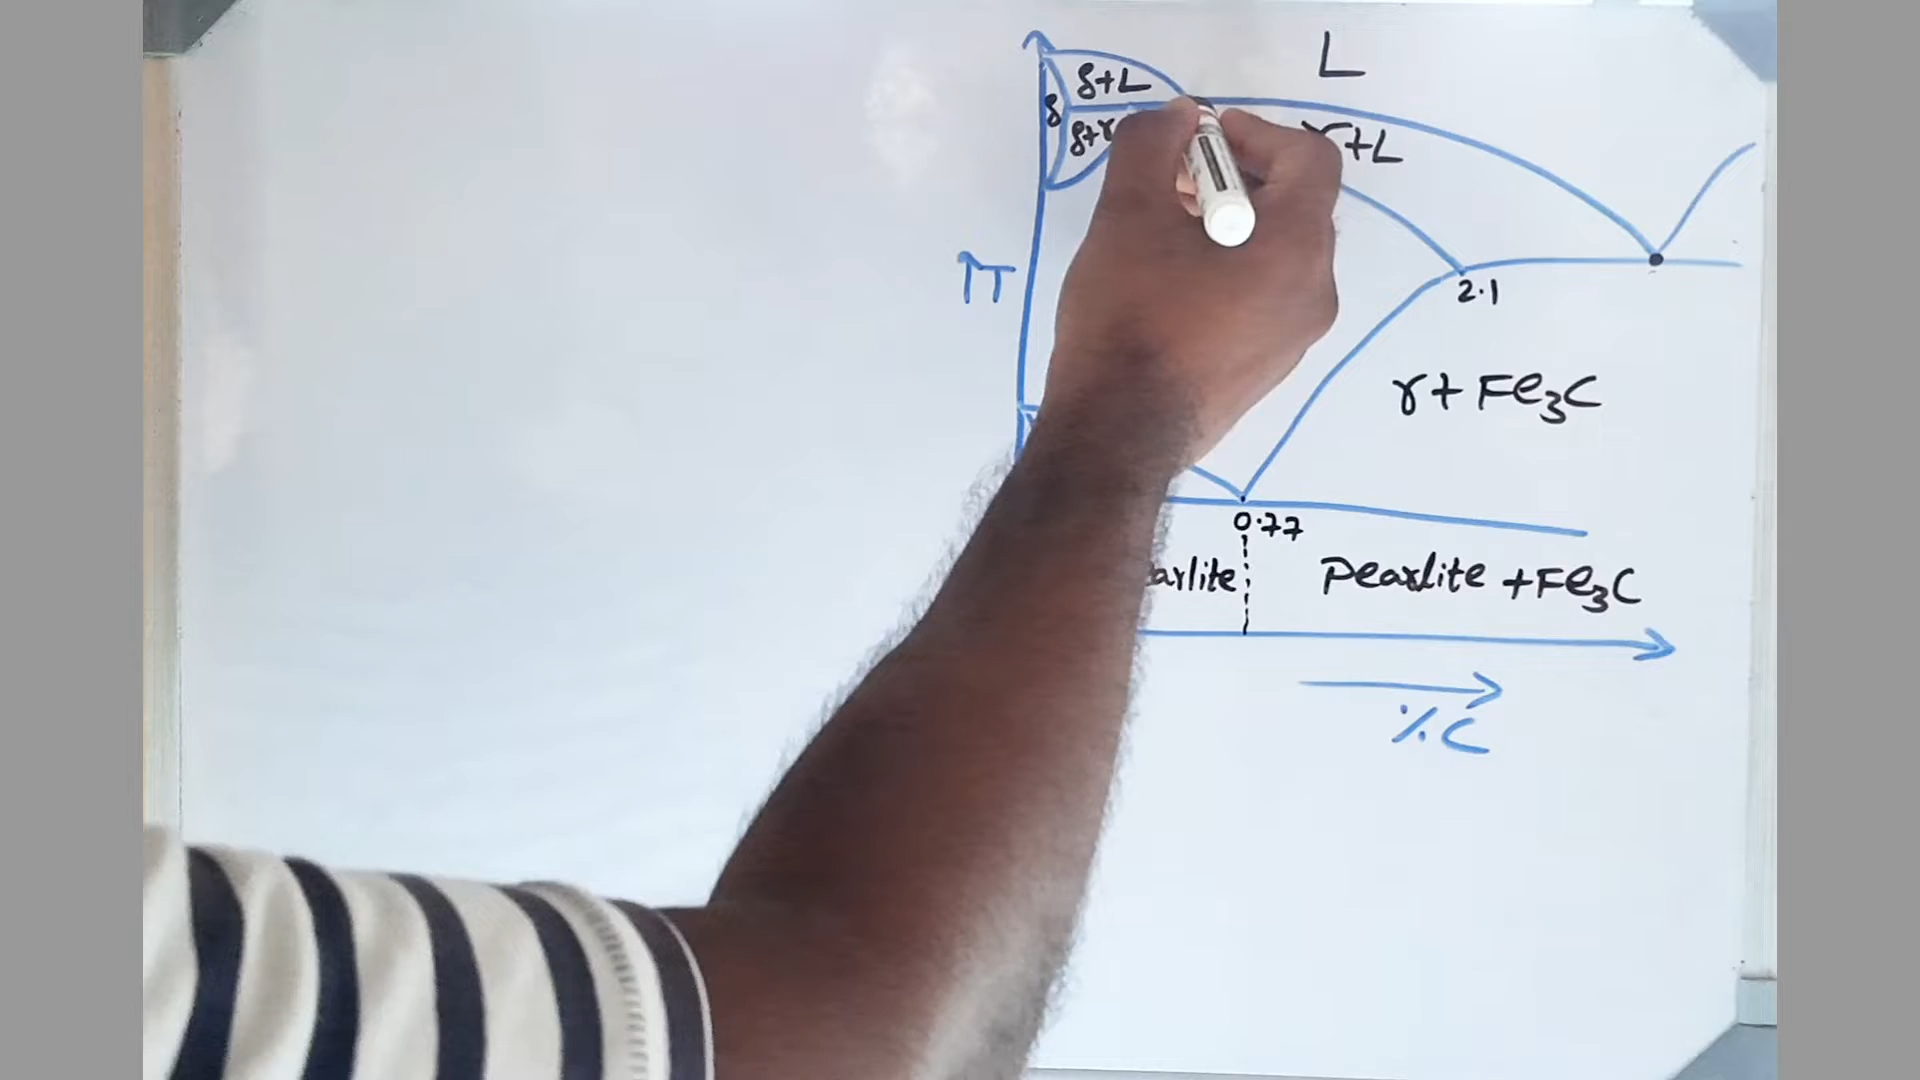 L
δ+L
δ
δ+γ
γ+L
↑T
2.1
γ+Fe₃C
0.77
arlite
Pearlite+Fe₃C
%C